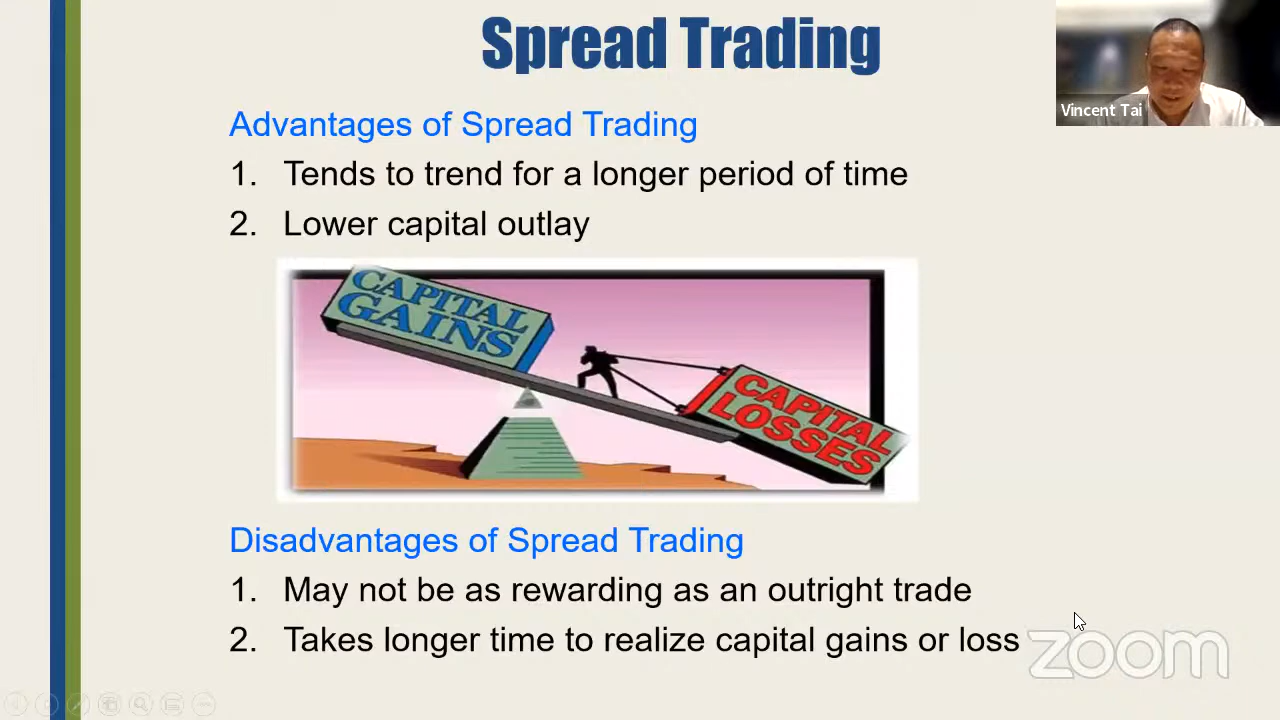 Spread Trading
Vincent Tai
Advantages of Spread Trading
1. Tends to trend for a longer period of time
2. Lower capital outlay
CAPITAL
GAINS
CAPITAL
LOSSES
Disadvantages of Spread Trading
1. May not be as rewarding as an outright trade
2. Takes longer time to realize capital gains or loss
zoom